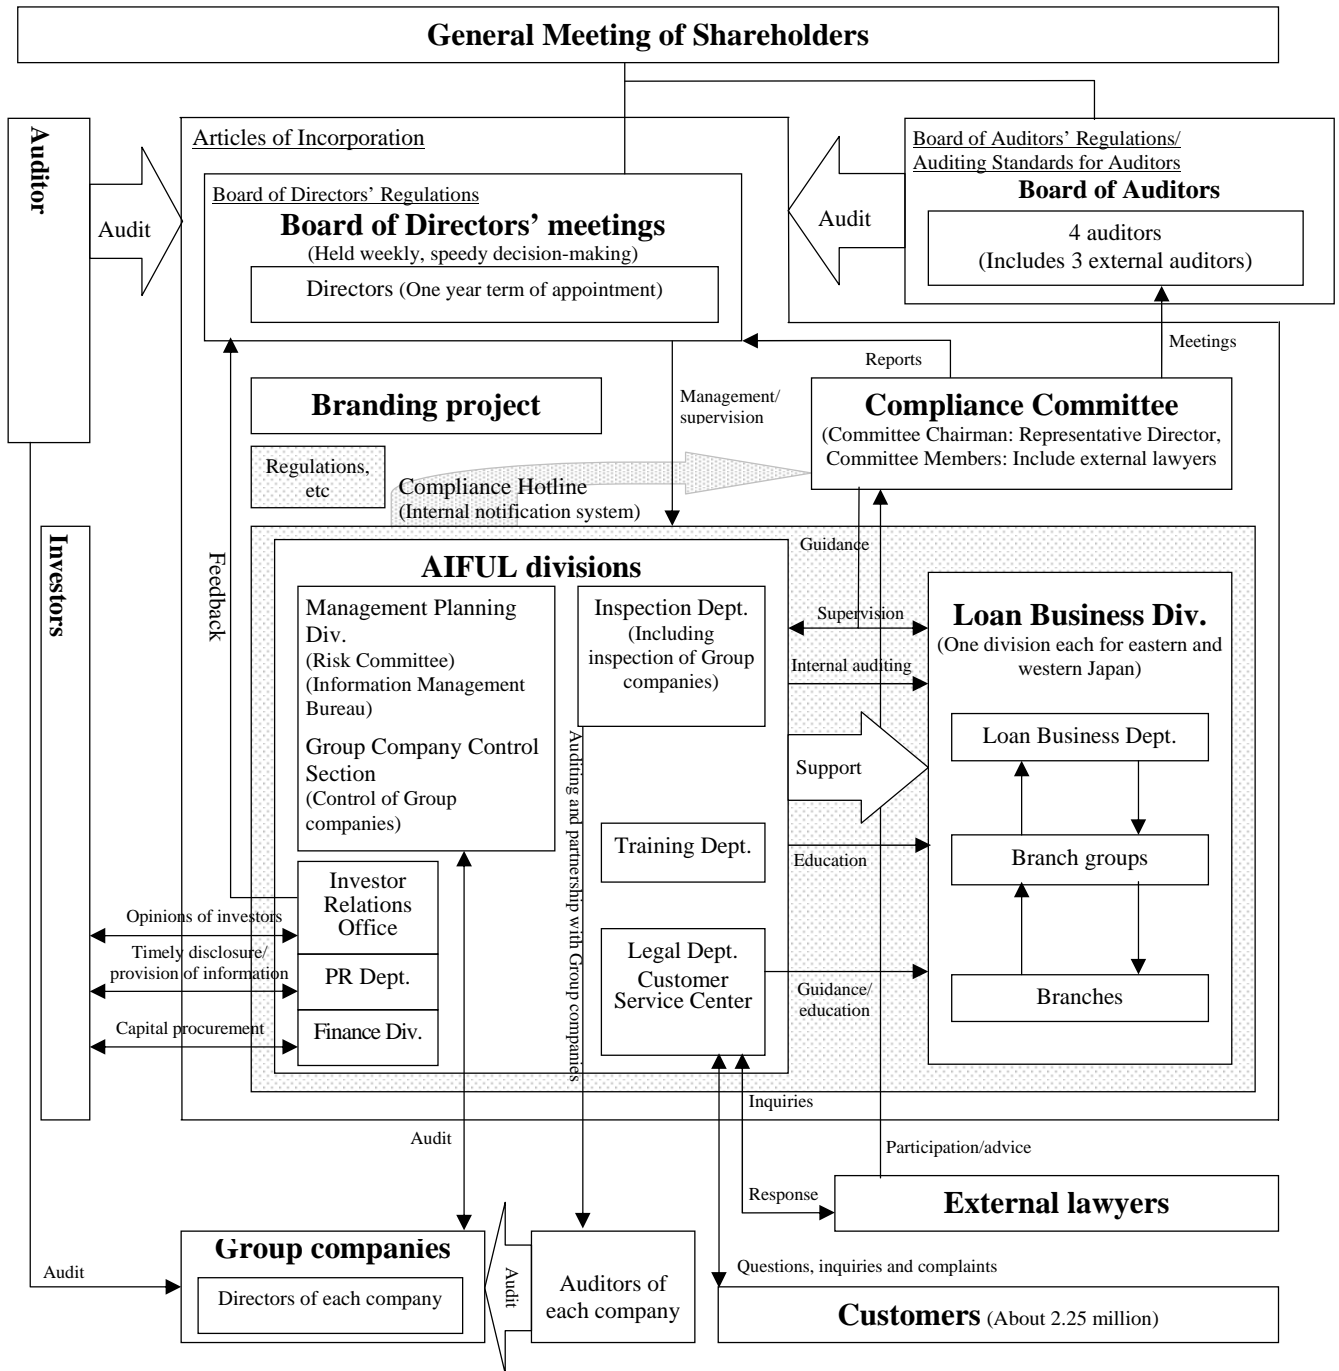 General Meeting of Shareholders
Auditor
Audit
Articles of Incorporation
Board of Directors' Regulations
Board of Directors' meetings
(Held weekly, speedy decision-making)
Directors (One year term of appointment)
Audit
Board of Auditors' Regulations/
Auditing Standards for Auditors
Board of Auditors
4 auditors
(Includes 3 external auditors)
Reports
Meetings
Branding project
Management/
supervision
Compliance Committee
(Committee Chairman: Representative Director,
Committee Members: Include external lawyers
Regulations,
etc
Compliance Hotline
(Internal notification system)
Investors
Feedback
Guidance
AIFUL divisions
Management Planning
Div.
(Risk Committee)
(Information Management
Bureau)
Group Company Control
Section
(Control of Group
companies)
Inspection Dept.
(Including
inspection of Group
companies)
Supervision
Internal auditing
Loan Business Div.
(One division each for eastern and
western Japan)
Auditing and partnership with Group companies
Support
Loan Business Dept.
Training Dept.
Education
Branch groups
Investor
Relations
Office
Opinions of investors
Timely disclosure/
provision of information
PR Dept.
Capital procurement
Finance Div.
Legal Dept.
Customer
Service Center
Guidance/
education
Branches
Inquiries
Audit
Participation/advice
Response
External lawyers
Group companies
Directors of each company
Audit
Audit
Auditors of
each company
Questions, inquiries and complaints
Customers (About 2.25 million)